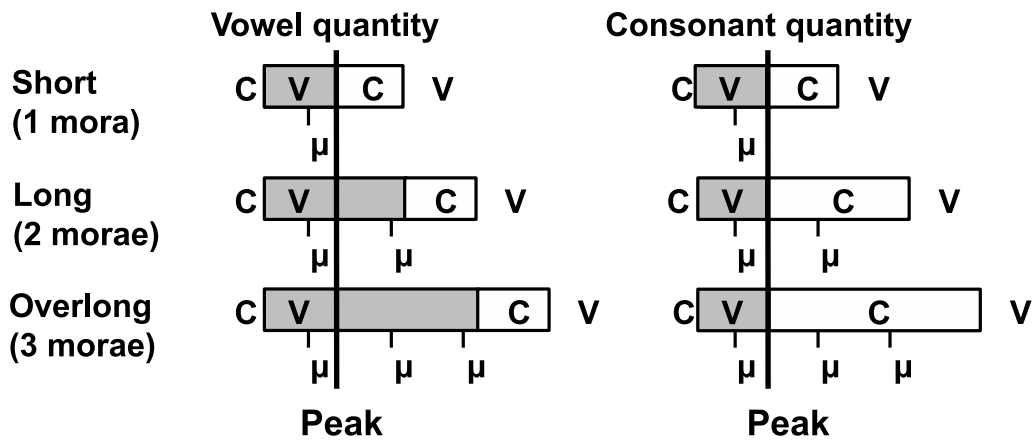 Vowel quantity Consonant quantity
Short C V C V C V C V
(1 mora) μ μ
Long C V C V C V C V
(2 morae) μ μ μ μ
Overlong C V C V C V C V
(3 morae) μ μ μ μ μ μ
Peak Peak